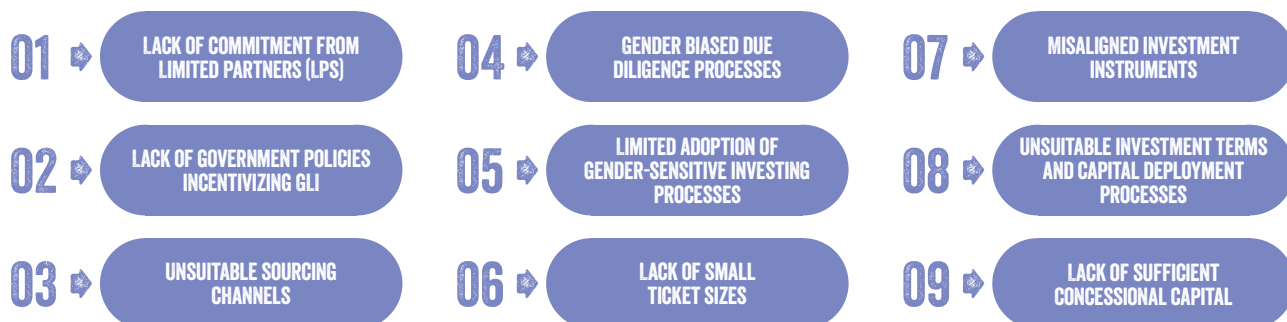 01
LACK OF COMMITMENT FROM
LIMITED PARTNERS (LPS)
02
LACK OF GOVERNMENT POLICIES
INCENTIVIZING GLI
03
UNSUITABLE SOURCING
CHANNELS
04
GENDER BIASED DUE
DILIGENCE PROCESSES
05
LIMITED ADOPTION OF
GENDER-SENSITIVE INVESTING
PROCESSES
06
LACK OF SMALL
TICKET SIZES
07
MISALIGNED INVESTMENT
INSTRUMENTS
08
UNSUITABLE INVESTMENT TERMS
AND CAPITAL DEPLOYMENT
PROCESSES
09
LACK OF SUFFICIENT
CONCESSIONAL CAPITAL